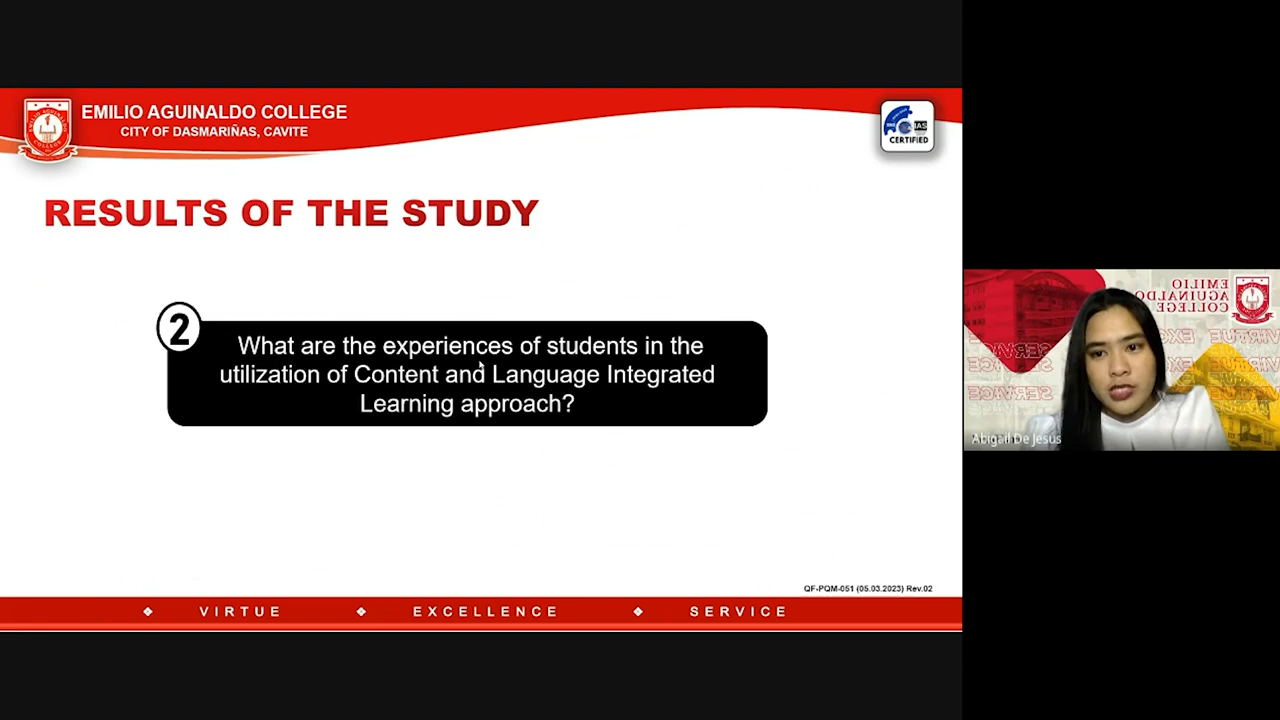 EMILIO AGUINALDO COLLEGE
CITY OF DASMARIÑAS, CAVITE
CERTIFIED
RESULTS OF THE STUDY
2
What are the experiences of students in the
utilization of Content and Language Integrated
Learning approach?
QF-PQM-051 (05.03.2023) Rev.02
❖ VIRTUE ❖ EXCELLENCE ❖ SERVICE
EMILIO
AGUINALDO
COLLEGE
VIRTUE
SERVICE
Abigail De Jesus